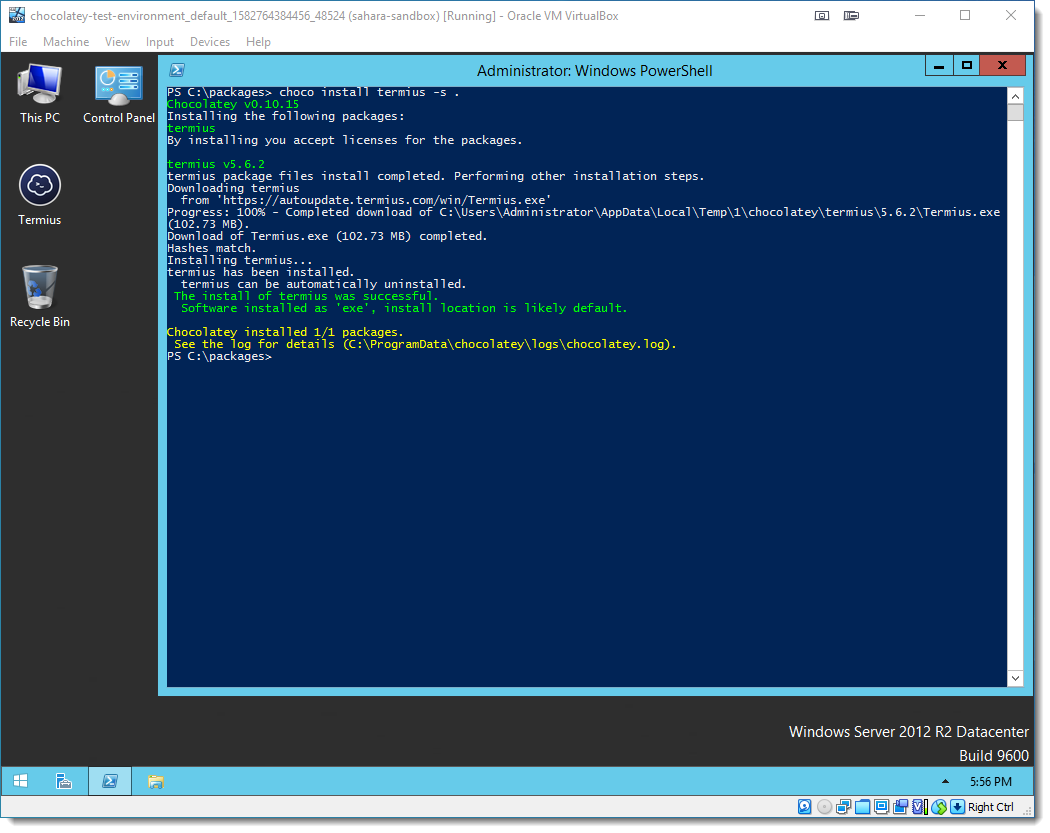 chocolatey-test-environment_default_1582764384456_48524 (sahara-sandbox) [Running] - Oracle VM VirtualBox
File Machine View Input Devices Help
This PC
Control Panel
Termius
Recycle Bin
Administrator: Windows PowerShell
PS C:\packages> choco install termius -s .
Chocolatey v0.10.15
Installing the following packages:
termius
By installing you accept licenses for the packages.
termius v5.6.2
termius package files install completed. Performing other installation steps.
Downloading termius
from 'https://autoupdate.termius.com/win/Termius.exe'
Progress: 100% - Completed download of C:\Users\Administrator\AppData\Local\Temp\1\chocolatey\termius\5.6.2\Termius.exe
(102.73 MB).
Download of Termius.exe (102.73 MB) completed.
Hashes match.
Installing termius...
termius has been installed.
termius can be automatically uninstalled.
The install of termius was successful.
Software installed as 'exe', install location is likely default.
Chocolatey installed 1/1 packages.
See the log for details (C:\ProgramData\chocolatey\logs\chocolatey.log).
PS C:\packages>
Windows Server 2012 R2 Datacenter
Build 9600
5:56 PM
Right Ctrl